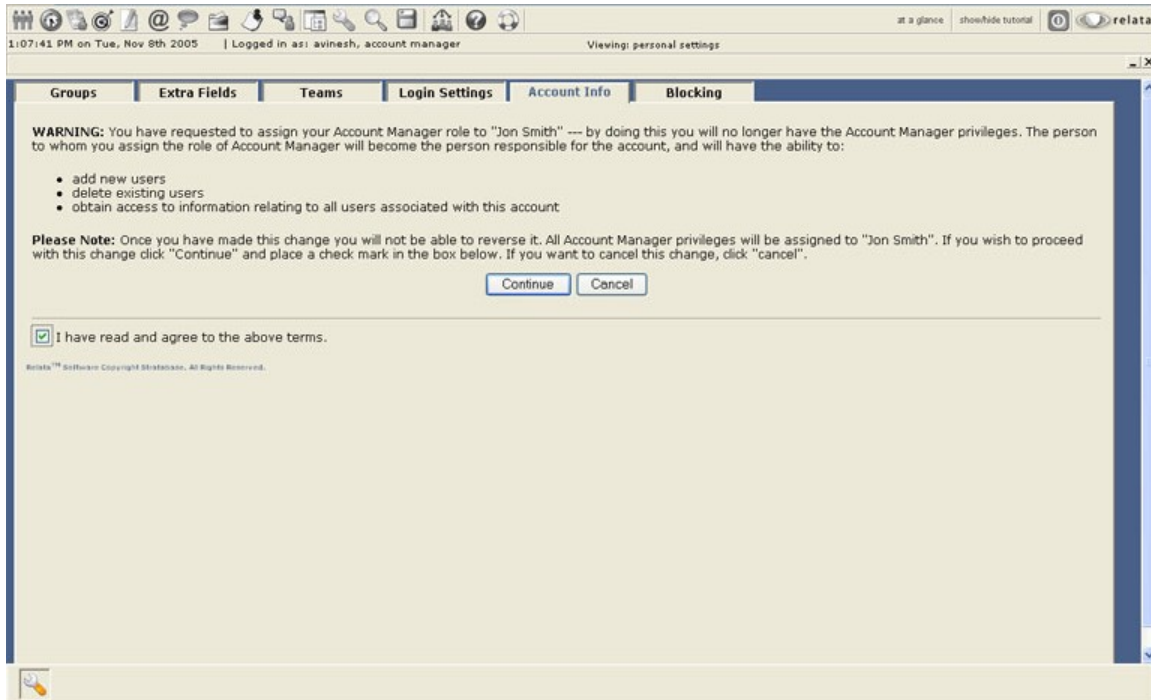 at a glance show/hide tutorial relata
1:07:41 PM on Tue, Nov 8th 2005 | Logged in as: avinesh, account manager Viewing: personal settings
Groups Extra Fields Teams Login Settings Account Info Blocking
WARNING: You have requested to assign your Account Manager role to "Jon Smith" --- by doing this you will no longer have the Account Manager privileges. The person
to whom you assign the role of Account Manager will become the person responsible for the account, and will have the ability to:
• add new users
• delete existing users
• obtain access to information relating to all users associated with this account
Please Note: Once you have made this change you will not be able to reverse it. All Account Manager privileges will be assigned to "Jon Smith". If you wish to proceed
with this change click "Continue" and place a check mark in the box below. If you want to cancel this change, click "cancel".
Continue Cancel
I have read and agree to the above terms.
Relata™ Software Copyright Stratabase, All Rights Reserved.